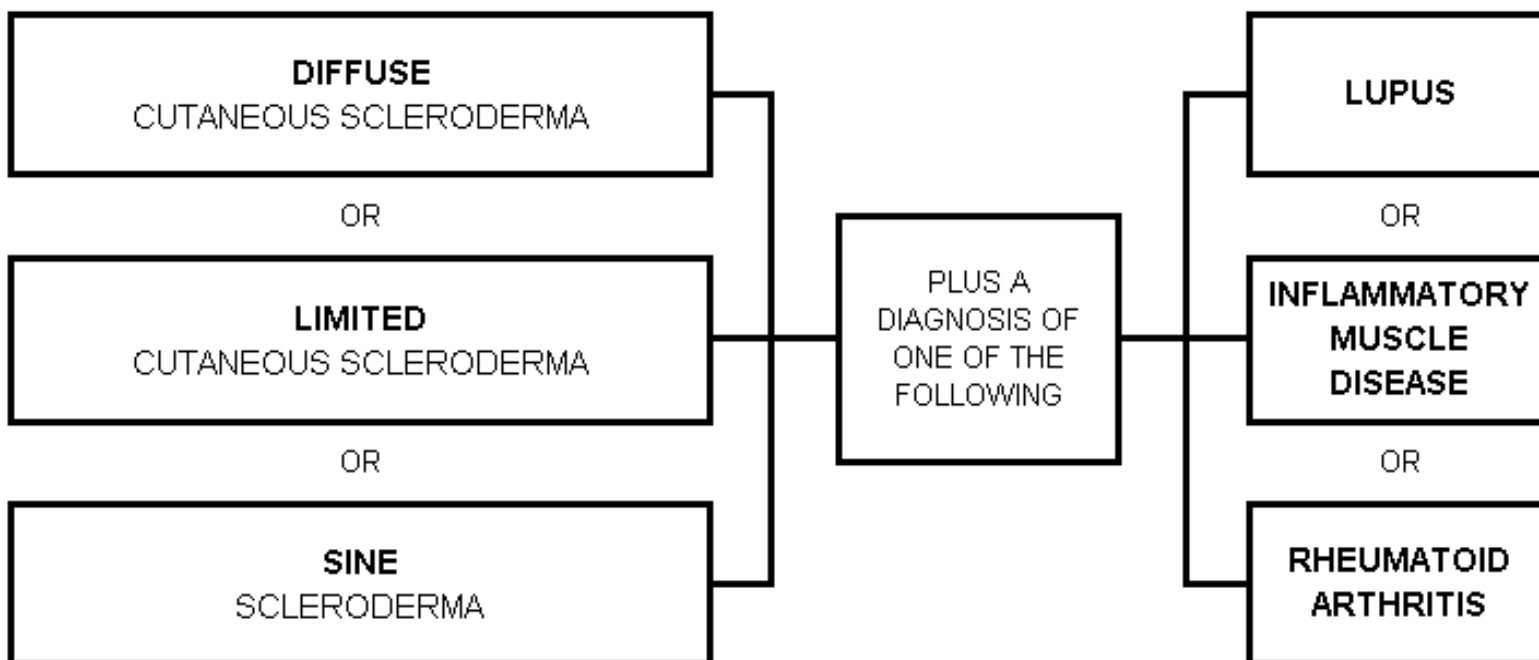 DIFFUSE
CUTANEOUS SCLERODERMA
OR
LIMITED
CUTANEOUS SCLERODERMA
OR
SINE
SCLERODERMA
PLUS A
DIAGNOSIS OF
ONE OF THE
FOLLOWING
LUPUS
OR
INFLAMMATORY
MUSCLE
DISEASE
OR
RHEUMATOID
ARTHRITIS